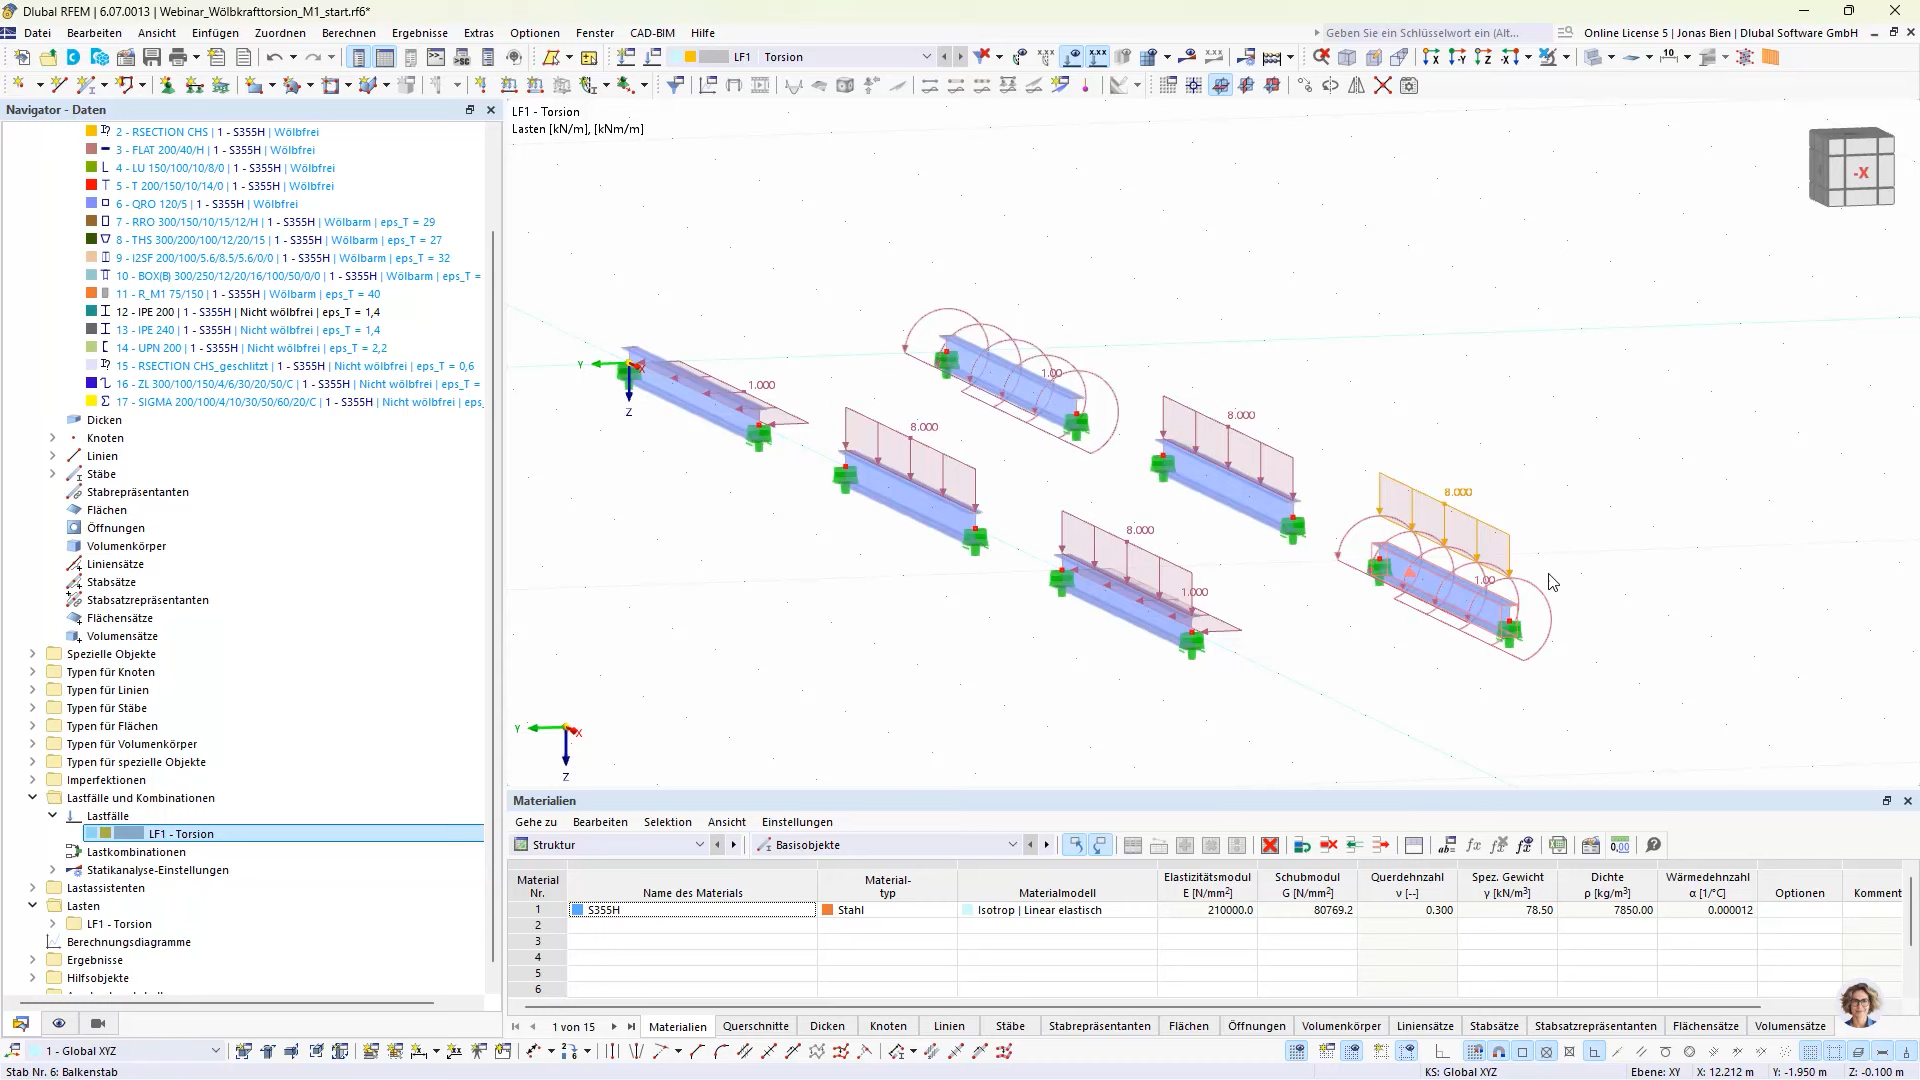 Dlubal RFEM | 6.07.0013 | Webinar_Wölbkrafttorsion_M1_start.rf6*
Datei Bearbeiten Ansicht Einfügen Zuordnen Berechnen Ergebnisse Extras Optionen Fenster CAD-BIM Hilfe
Geben Sie ein Schlüsselwort ein (Alt...
Online License 5 | Jonas Bien | Dlubal Software GmbH
LF1 Torsion
Navigator - Daten
2 - RSECTION CHS | 1 - S355H | Wölbfrei
3 - FLAT 200/40/H | 1 - S355H | Wölbfrei
4 - LU 150/100/10/8/0 | 1 - S355H | Wölbfrei
5 - T 200/150/10/14/0 | 1 - S355H | Wölbfrei
6 - QRO 120/5 | 1 - S355H | Wölbfrei
7 - RRO 300/150/10/15/12/H | 1 - S355H | Wölbarm | eps_T = 29
8 - THS 300/200/100/12/20/15 | 1 - S355H | Wölbarm | eps_T = 27
9 - I2SF 200/100/5.6/8.5/5.6/0/0 | 1 - S355H | Wölbarm | eps_T = 32
10 - BOX(B) 300/250/12/20/16/100/50/0/0 | 1 - S355H | Wölbarm | eps_T =
11 - R_M1 75/150 | 1 - S355H | Wölbarm | eps_T = 40
12 - IPE 200 | 1 - S355H | Nicht wölbfrei | eps_T = 1,4
13 - IPE 240 | 1 - S355H | Nicht wölbfrei | eps_T = 1,4
14 - UPN 200 | 1 - S355H | Nicht wölbfrei | eps_T = 2,2
15 - RSECTION CHS_geschlitzt | 1 - S355H | Nicht wölbfrei | eps_T = 0,6
16 - ZL 300/100/150/4/6/30/20/50/C | 1 - S355H | Nicht wölbfrei | eps_T =
17 - SIGMA 200/100/4/10/30/50/60/20/C | 1 - S355H | Nicht wölbfrei | eps_
Dicken
Knoten
Linien
Stäbe
Stabrepräsentanten
Flächen
Öffnungen
Volumenkörper
Liniensätze
Stabsätze
Stabsatzrepräsentanten
Flächensätze
Volumensätze
Spezielle Objekte
Typen für Knoten
Typen für Linien
Typen für Stäbe
Typen für Flächen
Typen für Volumenkörper
Typen für spezielle Objekte
Imperfektionen
Lastfälle und Kombinationen
Lastfälle
LF1 - Torsion
Lastkombinationen
Statikanalyse-Einstellungen
Lastassistenten
Lasten
LF1 - Torsion
Berechnungsdiagramme
Ergebnisse
Hilfsobjekte
LF1 - Torsion
Lasten [kN/m], [kNm/m]
-X
Y
X
Z
1.000
1.00
8.000
8.000
8.000
1.000
8.000
1.00
Y
X
Z
Materialien
Gehe zu Bearbeiten Selektion Ansicht Einstellungen
Struktur Basisobjekte
Material Nr. Name des Materials Material-typ Materialmodell Elastizitätsmodul E [N/mm²] Schubmodul G [N/mm²] Querdehnzahl ν [--] Spez. Gewicht γ [kN/m³] Dichte ρ [kg/m³] Wärmedehnzahl α [1/°C] Optionen Komment
1 S355H Stahl Isotrop | Linear elastisch 210000.0 80769.2 0.300 78.50 7850.00 0.000012
2
3
4
5
6
1 von 15 Materialien Querschnitte Dicken Knoten Linien Stäbe Stabrepräsentanten Flächen Öffnungen Volumenkörper Liniensätze Stabsätze Stabsatzrepräsentanten Flächensätze Volumensätze
1 - Global XYZ
Stab Nr. 6: Balkenstab
KS: Global XYZ
Ebene: XY
X: 12.212 m
Y: -1.950 m
Z: -0.100 m